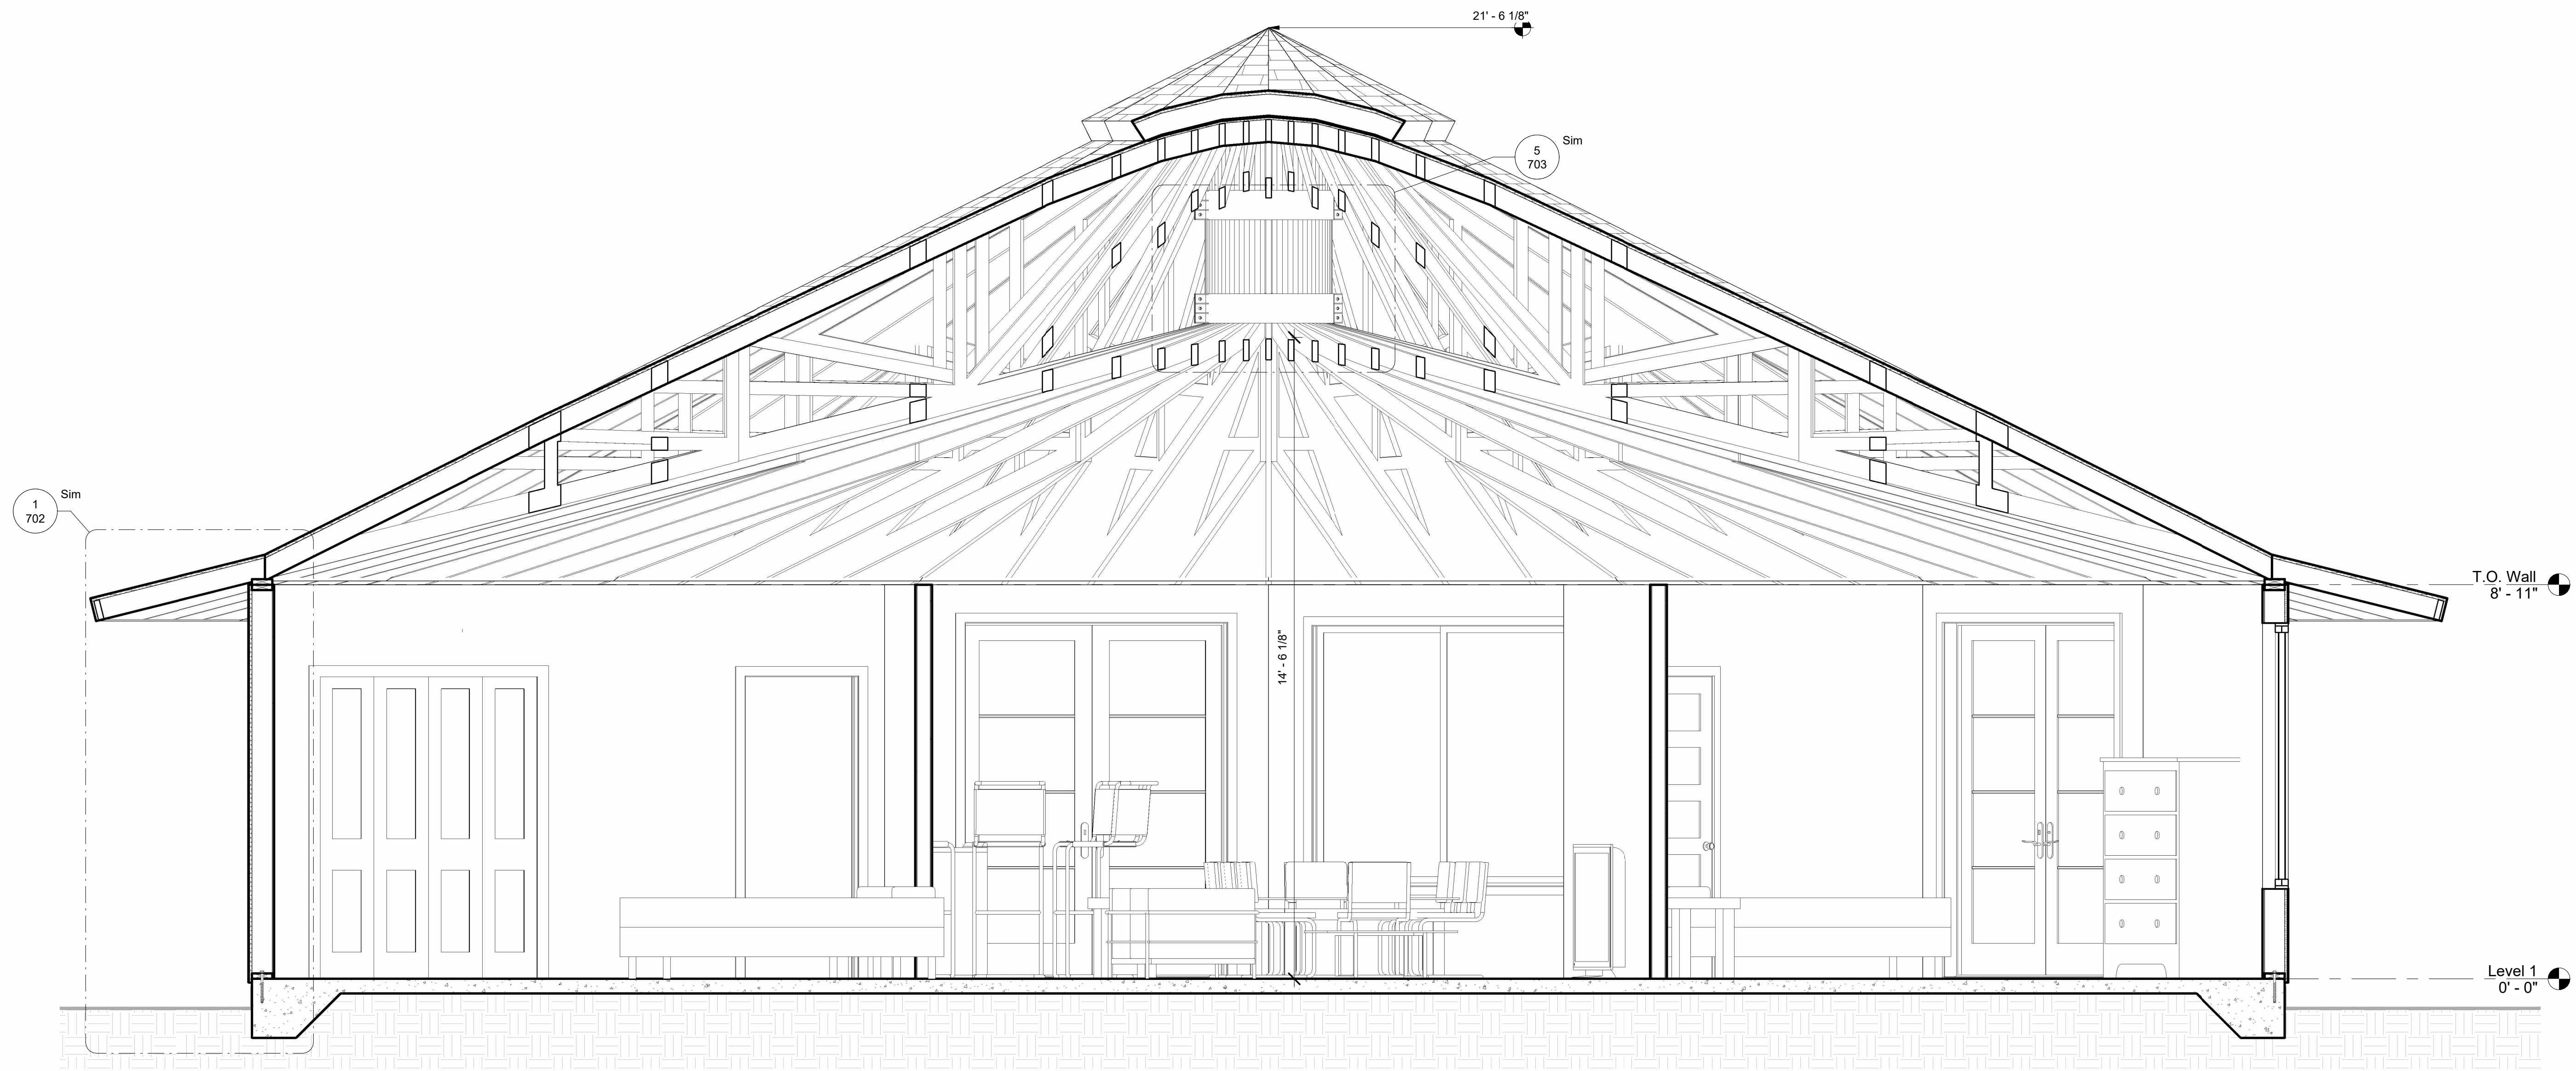 21' - 6 1/8"
5
703
Sim
1
702
Sim
T.O. Wall
8' - 11"
14' - 6 1/8"
Level 1
0' - 0"